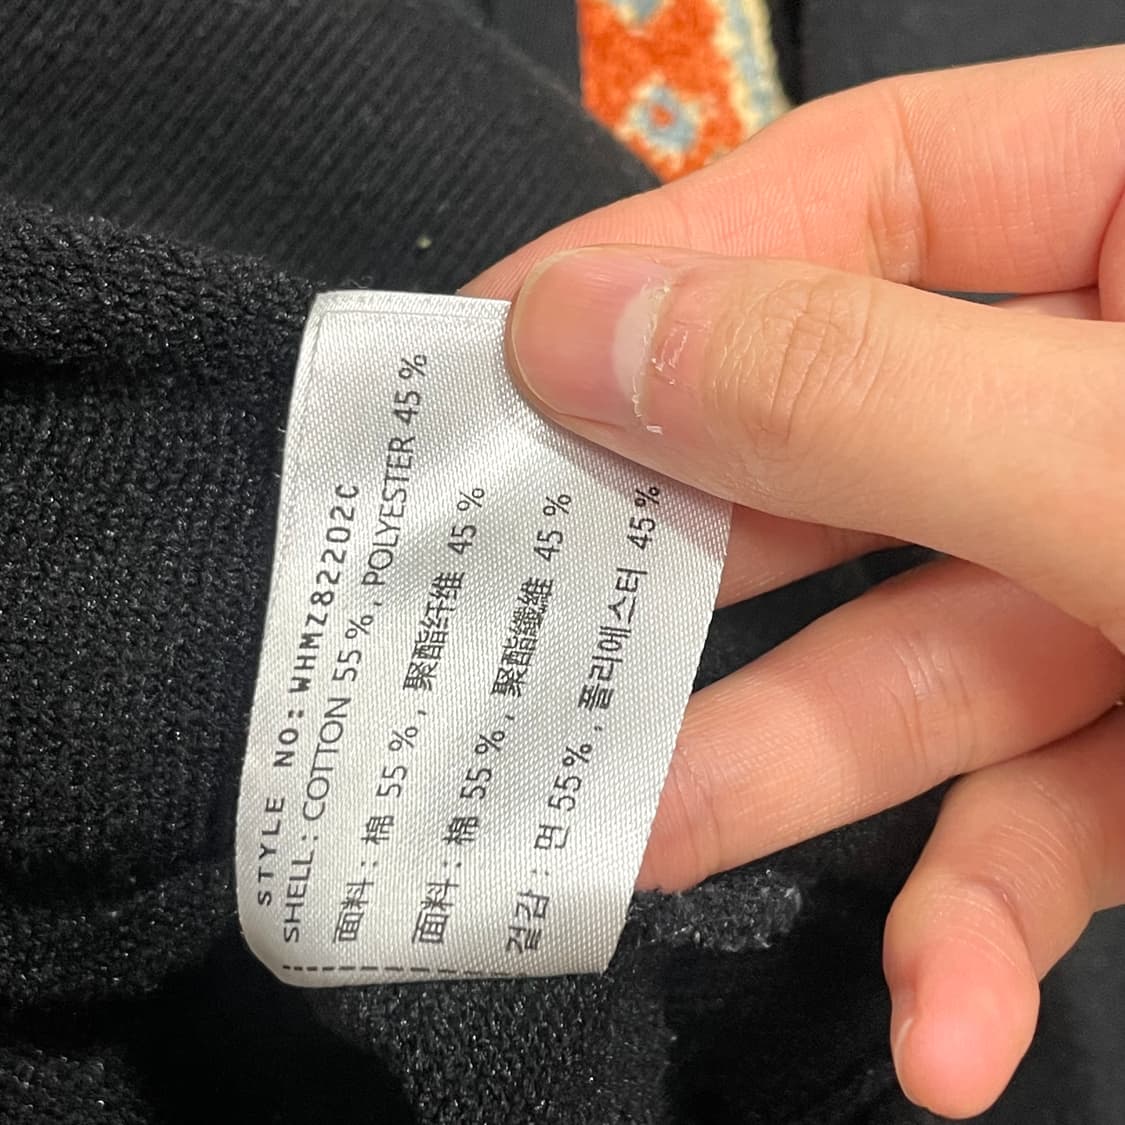 STYLE NO:WHMZ82202C
SHELL: COTTON 55%, POLYESTER 45%
面料: 棉 55%, 聚酯纤维 45%
面料: 棉 55%, 聚酯纖維 45%
겉감: 면 55%, 폴리에스터 45%